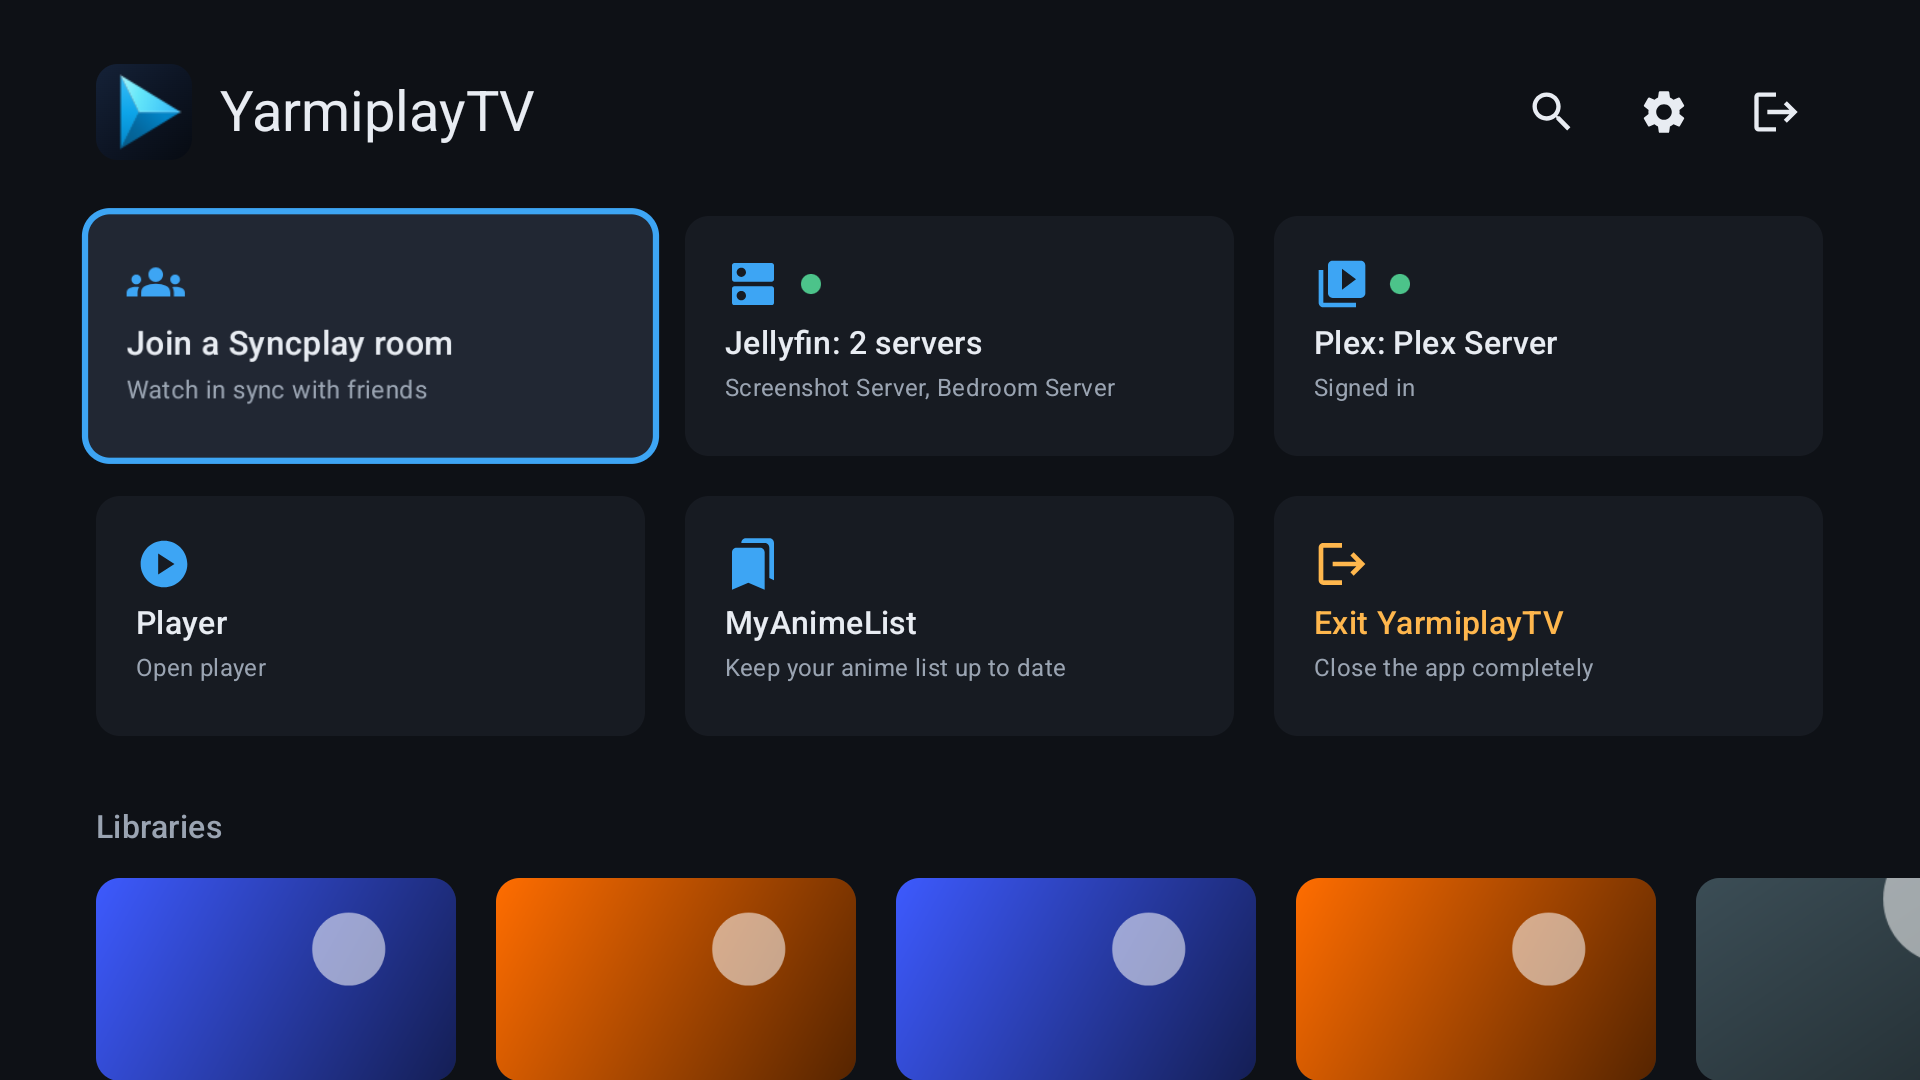 YarmiplayTV
Join a Syncplay room
Watch in sync with friends
Jellyfin: 2 servers
Screenshot Server, Bedroom Server
Plex: Plex Server
Signed in
Player
Open player
MyAnimeList
Keep your anime list up to date
Exit YarmiplayTV
Close the app completely
Libraries